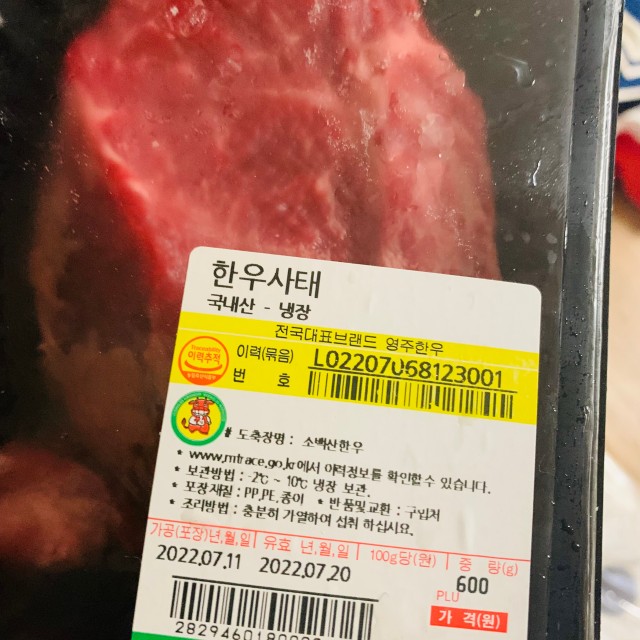 한우사태
국내산 - 냉장
전국대표브랜드 영주한우
이력추적
이력(묶음)
번 호
L02207068123001
# 도축장명 : 소백산한우
* www.mtrace.go.kr에서 이력정보를 확인할수 있습니다.
* 보관방법 : -2℃ ~ 10℃ 냉장 보관.
* 포장재질 : PP,PE,종이 * 반품및교환 : 구입처
* 조리방법 : 충분히 가열하여 섭취 하십시요.
가공(포장)년,월,일 유효 년,월,일 100g당(원) 중 량(g)
2022.07.11 2022.07.20 600
PLU
가 격(원)